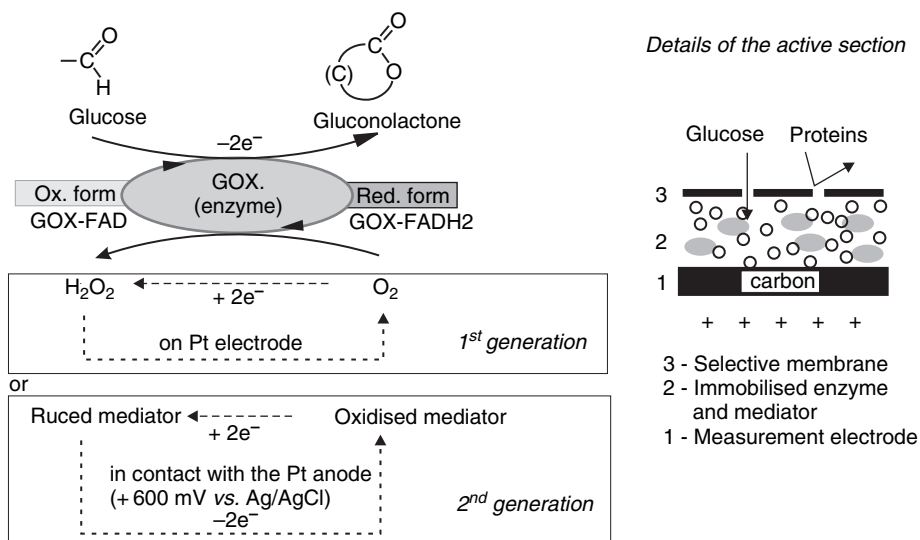 O
C
H
Glucose
O
C
(C)
O
Gluconolactone
–2e–
Ox. form
GOX-FAD
GOX.
(enzyme)
Red. form
GOX-FADH2
H2O2
+ 2e–
O2
on Pt electrode
1st generation
or
Ruced mediator
+ 2e–
Oxidised mediator
in contact with the Pt anode
(+ 600 mV vs. Ag/AgCl)
–2e–
2nd generation
Details of the active section
Glucose
Proteins
3
2
1
carbon
+ + + + +
3 - Selective membrane
2 - Immobilised enzyme
and mediator
1 - Measurement electrode